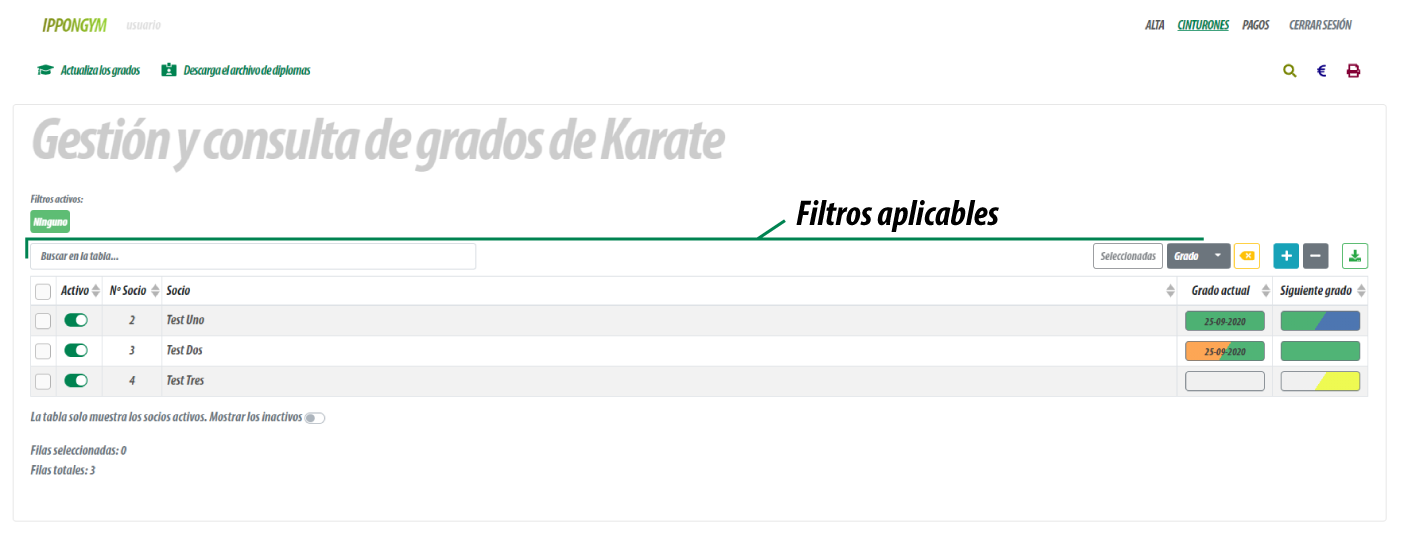 IPPONGYM usuario ALTA CINTURONES PAGOS CERRAR SESIÓN
Actualiza los grados Descarga el archivo de diplomas €
Gestión y consulta de grados de Karate
Filtros activos:
Ninguno
Filtros aplicables
Buscar en la tabla... Seleccionadas Grado
Activo Nº Socio Socio Grado actual Siguiente grado
2 Test Uno 25-09-2020
3 Test Dos 25-09-2020
4 Test Tres
La tabla solo muestra los socios activos. Mostrar los inactivos
Filas seleccionadas: 0
Filas totales: 3